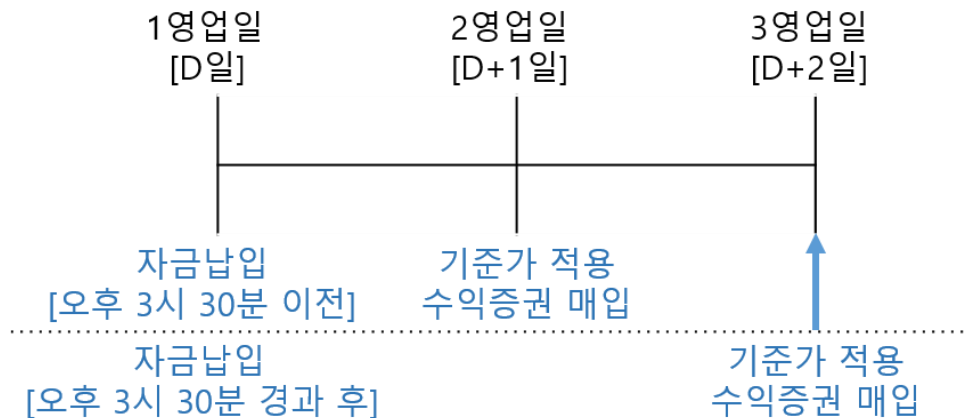 1영업일
[D일]
2영업일
[D+1일]
3영업일
[D+2일]
자금납입
[오후 3시 30분 이전]
기준가 적용
수익증권 매입
자금납입
[오후 3시 30분 경과 후]
기준가 적용
수익증권 매입